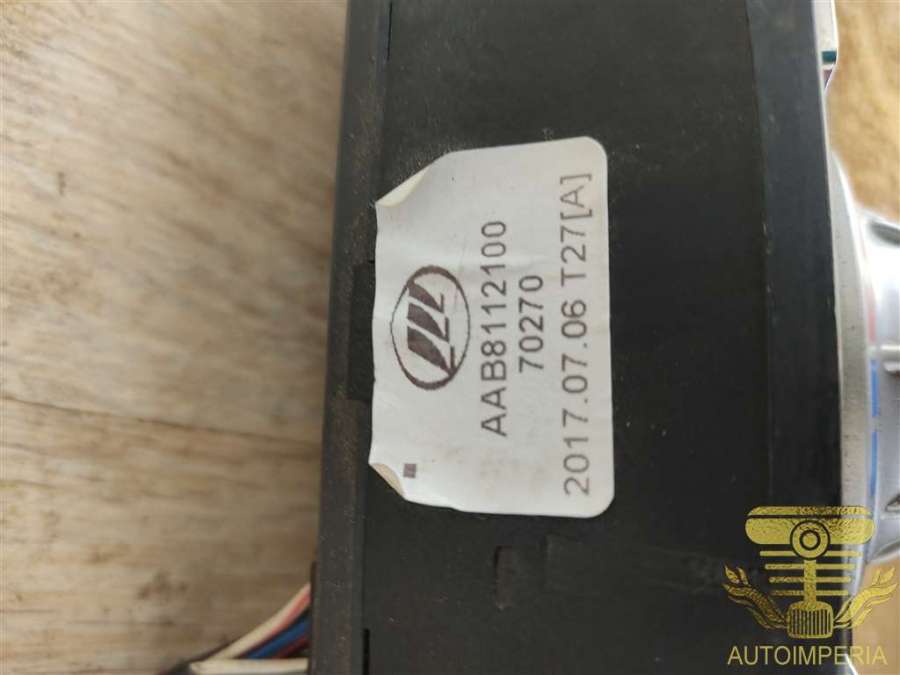 AAB8112100
70270
2017.07.06 T27[A]
AUTOIMPERIA